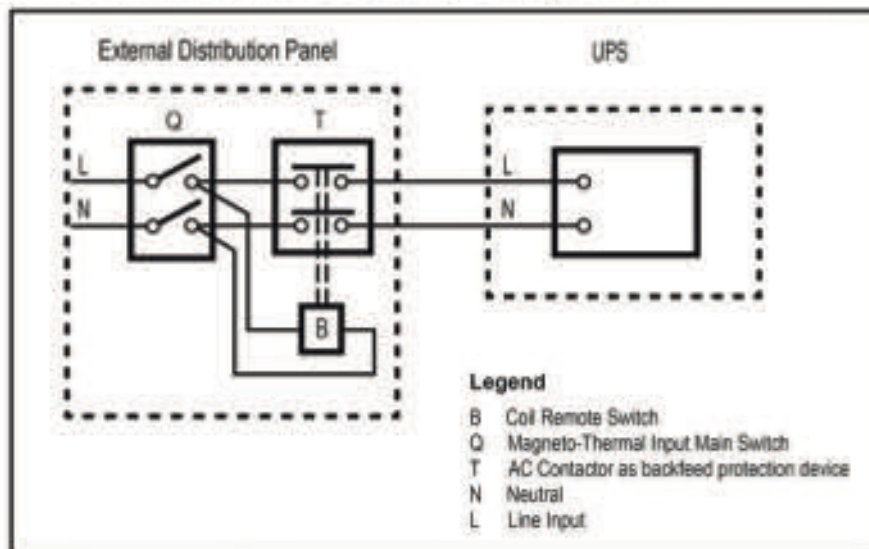 External Distribution Panel
UPS
Q
T
L
L
N
N
B
Legend
B Coil Remote Switch
Q Magneto-Thermal Input Main Switch
T AC Contactor as backfeed protection device
N Neutral
L Line Input